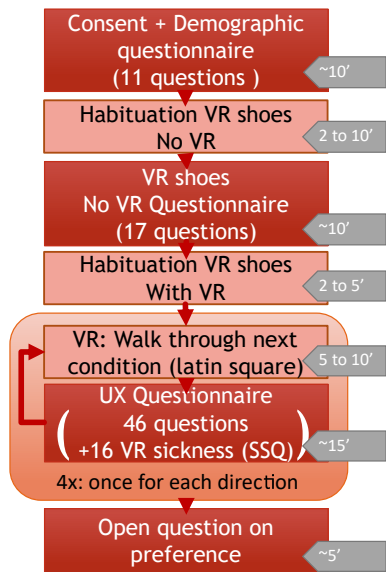 Consent + Demographic
questionnaire
(11 questions )
~10'
Habituation VR shoes
No VR
2 to 10'
VR shoes
No VR Questionnaire
(17 questions)
~10'
Habituation VR shoes
With VR
2 to 5'
VR: Walk through next
condition (latin square)
5 to 10'
UX Questionnaire
( 46 questions )
+16 VR sickness (SSQ)
~15'
4x: once for each direction
Open question on
preference
~5'